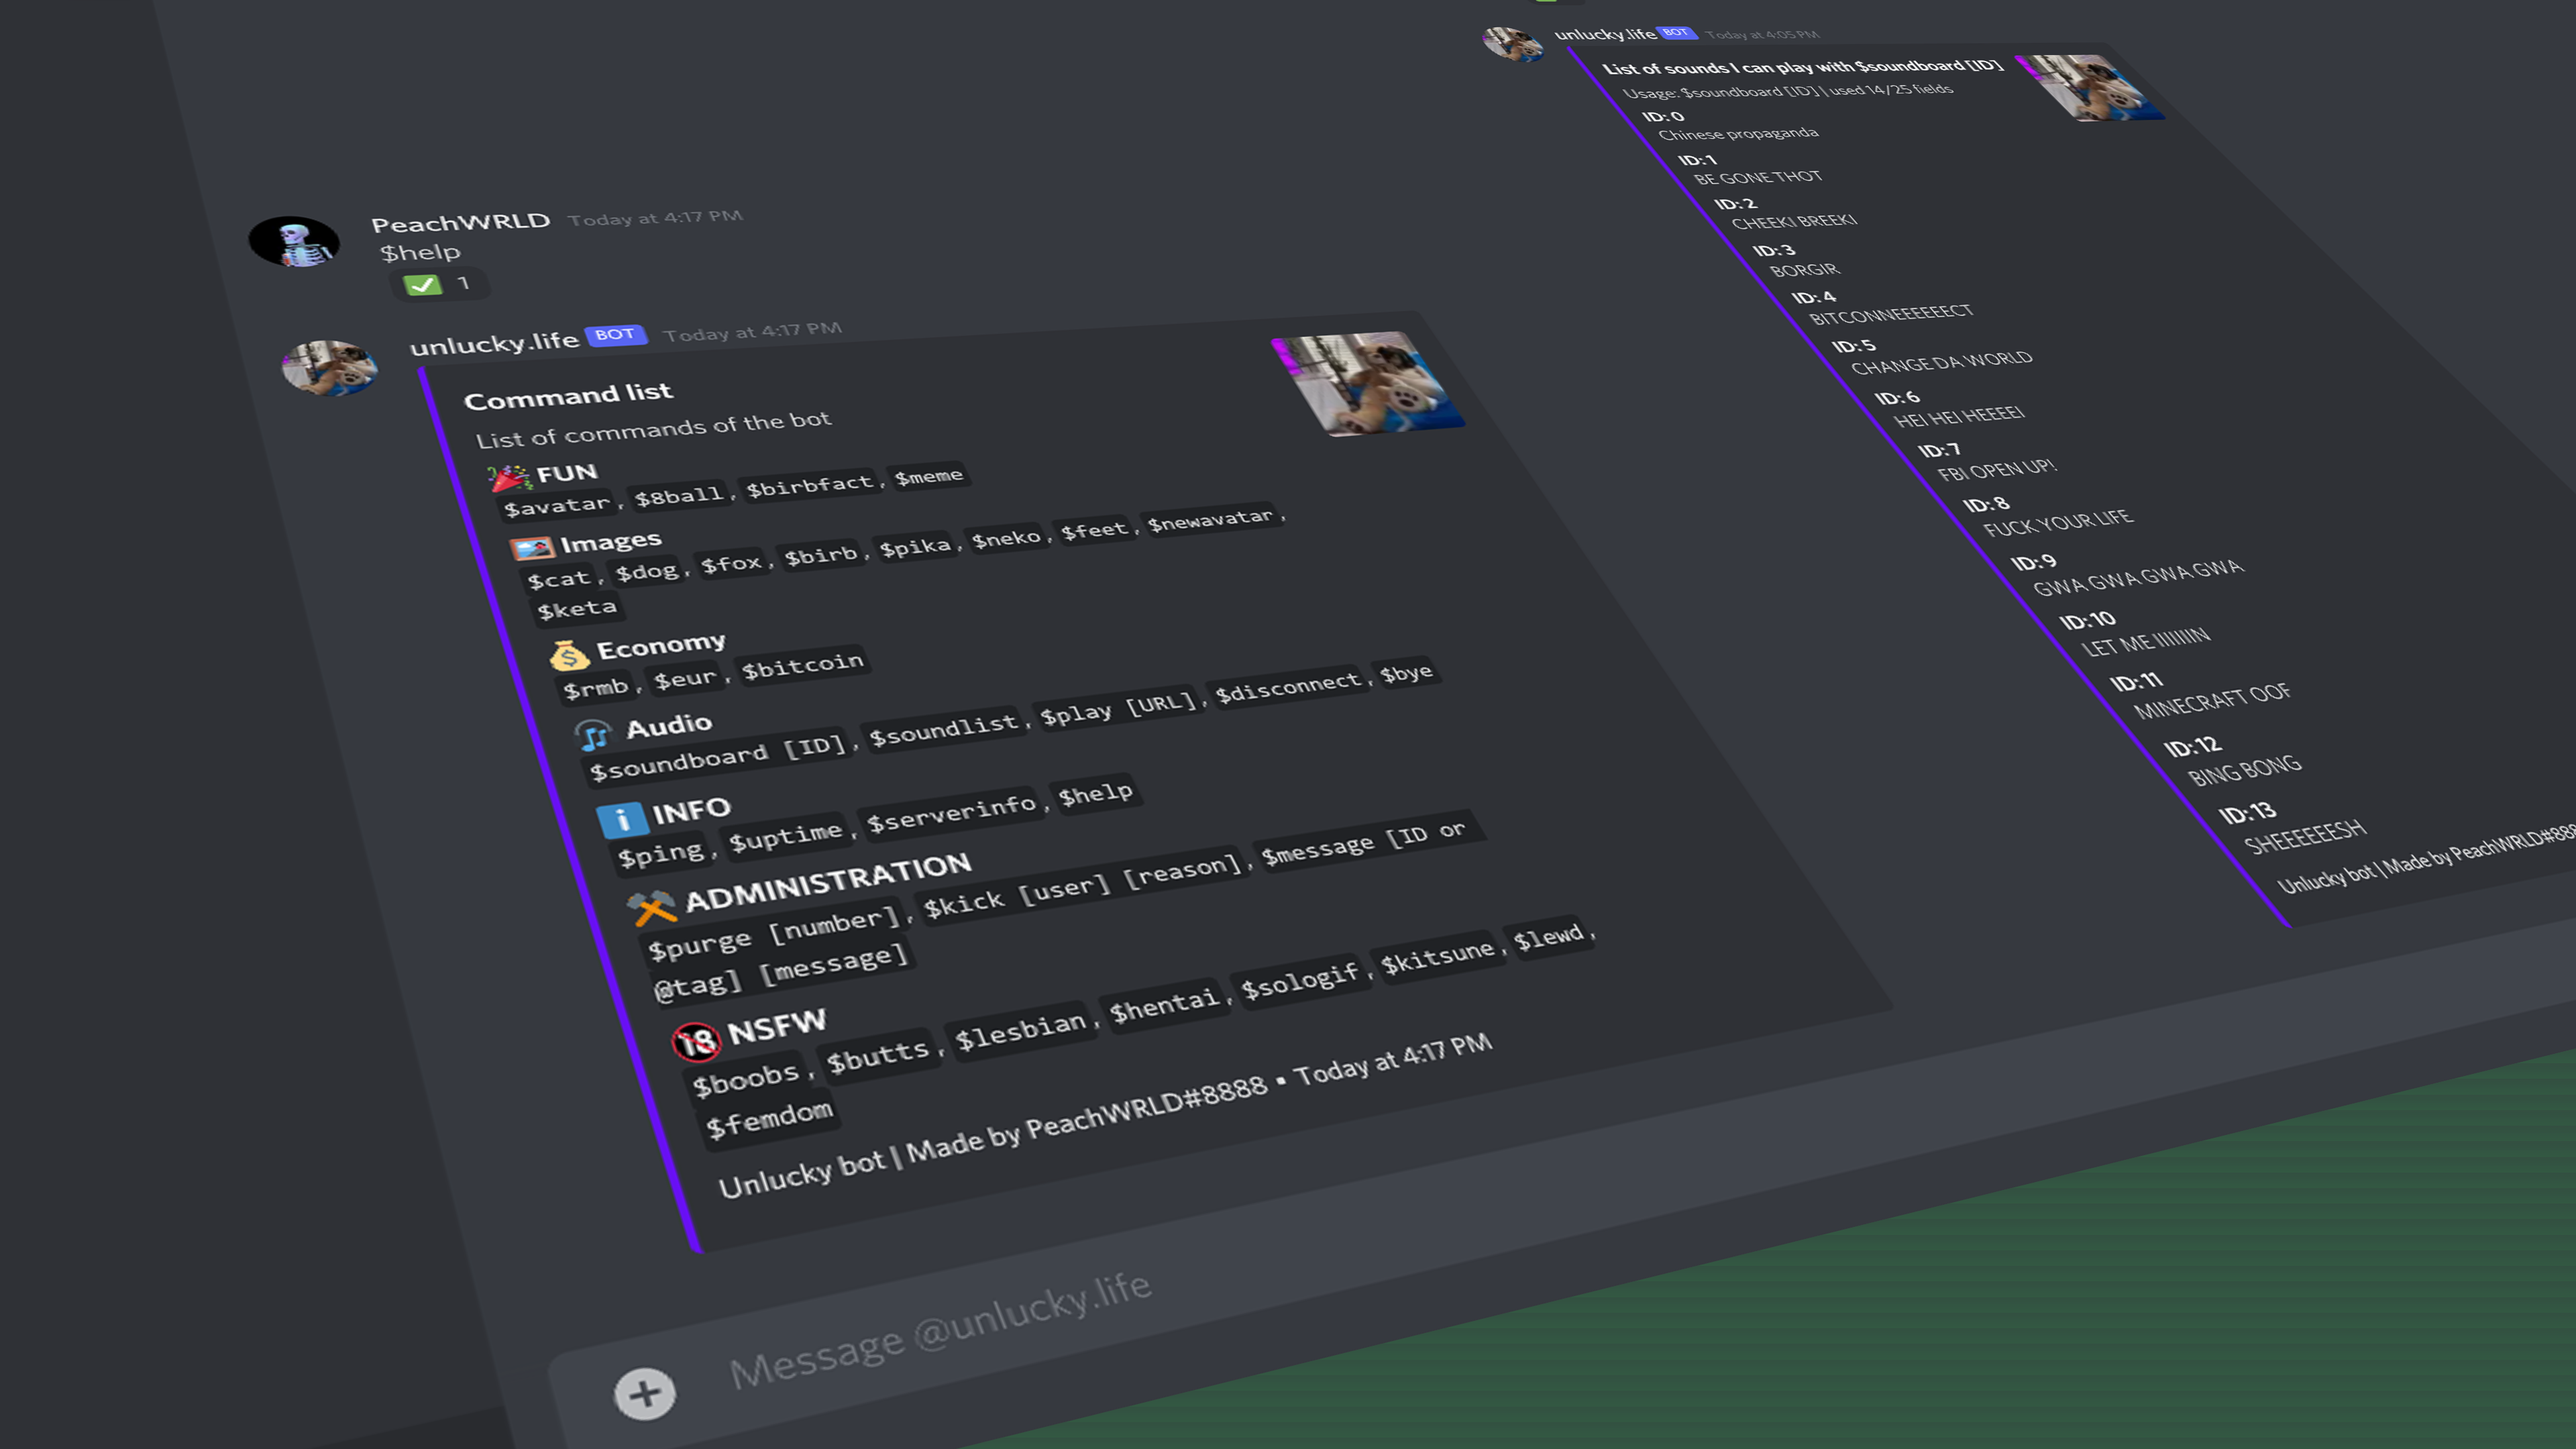 PeachWRLD Today at 4:17 PM
$help
1
unlucky.life BOT Today at 4:17 PM
Command list
List of commands of the bot
FUN
$avatar, $8ball, $birbfact, $meme
Images
$cat, $dog, $fox, $birb, $pika, $neko, $feet, $newavatar,
$keta
Economy
$rmb, $eur, $bitcoin
Audio
$soundboard [ID], $soundlist, $play [URL], $disconnect, $bye
INFO
$ping, $uptime, $serverinfo, $help
ADMINISTRATION
$purge [number], $kick [user] [reason], $message [ID or
@tag] [message]
18 NSFW
$boobs, $butts, $lesbian, $hentai, $sologif, $kitsune, $lewd,
$femdom
Unlucky bot | Made by PeachWRLD#8888 • Today at 4:17 PM
Message @unlucky.life
unlucky.life BOT Today at 4:05 PM
List of sounds I can play with $soundboard [ID]
Usage: $soundboard [ID] | used 14/25 fields
ID: 0
Chinese propaganda
ID: 1
BE GONE THOT
ID: 2
CHEEKI BREEKI
ID: 3
BORGIR
ID: 4
BITCONNEEEEEECT
ID: 5
CHANGE DA WORLD
ID: 6
HEI HEI HEEEEI
ID: 7
FBI OPEN UP!
ID: 8
FUCK YOUR LIFE
ID: 9
GWA GWA GWA GWA
ID: 10
LET ME IIIIIIIN
ID: 11
MINECRAFT OOF
ID: 12
BING BONG
ID: 13
SHEEEEEESH
Unlucky bot | Made by PeachWRLD#888